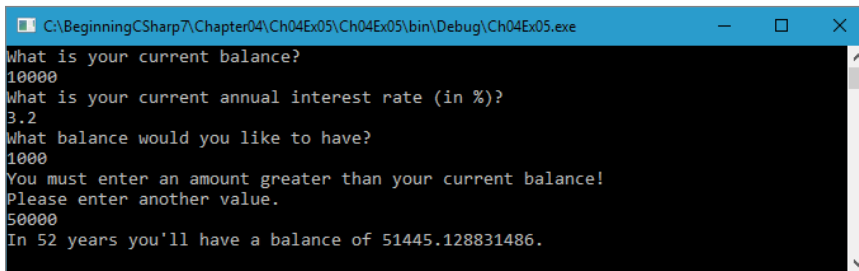 C:\BeginningCSharp7\Chapter04\Ch04Ex05\Ch04Ex05\bin\Debug\Ch04Ex05.exe
What is your current balance?
10000
What is your current annual interest rate (in %)?
3.2
What balance would you like to have?
1000
You must enter an amount greater than your current balance!
Please enter another value.
50000
In 52 years you'll have a balance of 51445.128831486.